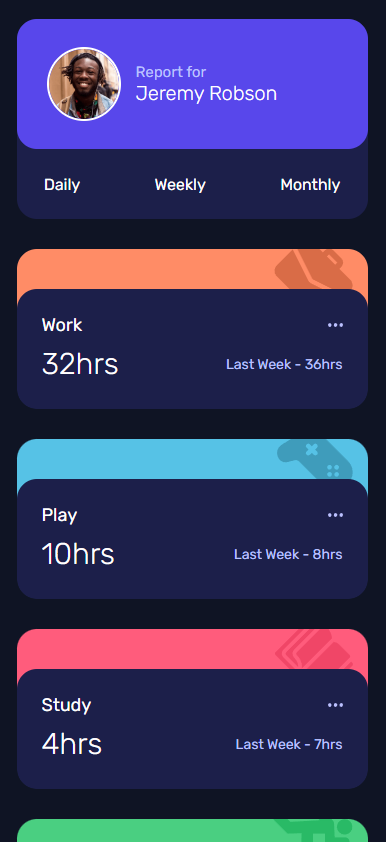 Report for
Jeremy Robson
Daily Weekly Monthly
Work
32hrs Last Week - 36hrs
Play
10hrs Last Week - 8hrs
Study
4hrs Last Week - 7hrs